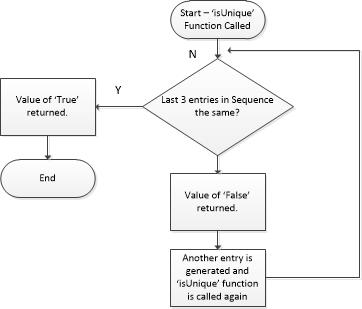 Start – 'isUnique'
Function Called
N
Last 3 entries in Sequence
the same?
Y
Value of 'True'
returned.
End
Value of 'False'
returned.
Another entry is
generated and
'isUnique' function
is called again